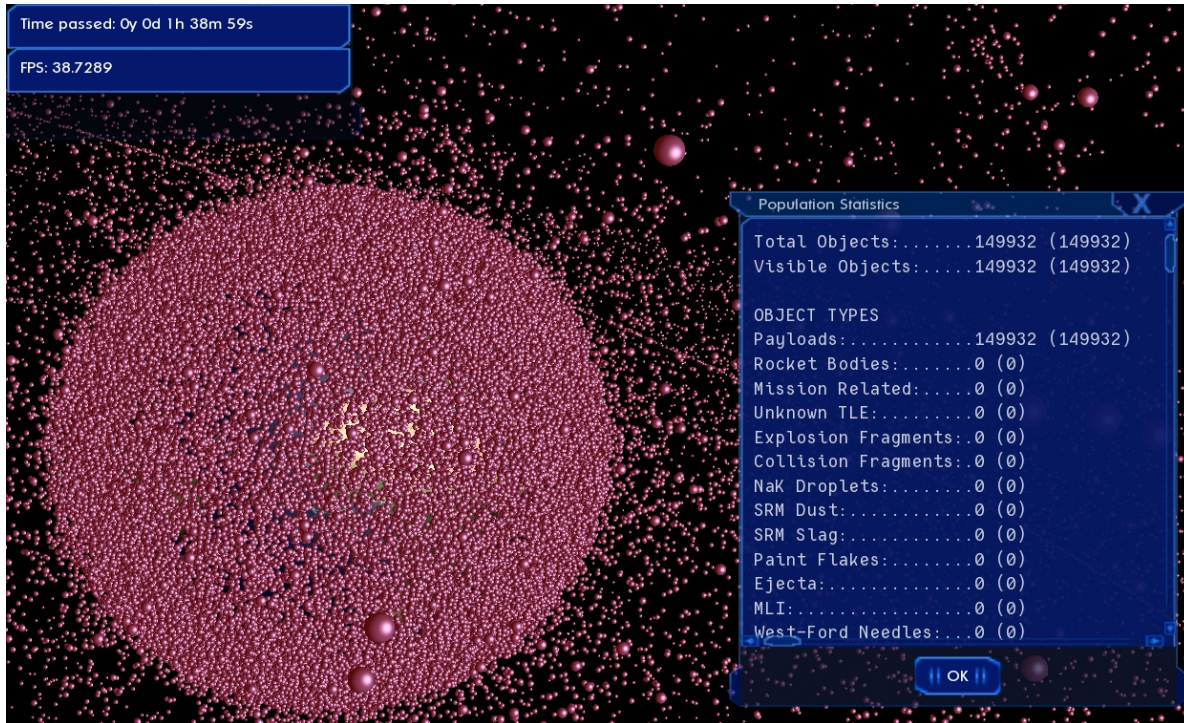 Time passed: 0y 0d 1h 38m 59s
FPS: 38.7289
Population Statistics
X
Total Objects:.......149932 (149932)
Visible Objects:.....149932 (149932)
OBJECT TYPES
Payloads:............149932 (149932)
Rocket Bodies:.......0 (0)
Mission Related:.....0 (0)
Unknown TLE:.........0 (0)
Explosion Fragments:.0 (0)
Collision Fragments:.0 (0)
NaK Droplets:........0 (0)
SRM Dust:............0 (0)
SRM Slag:............0 (0)
Paint Flakes:........0 (0)
Ejecta:..............0 (0)
MLI:.................0 (0)
West-Ford Needles:...0 (0)
OK